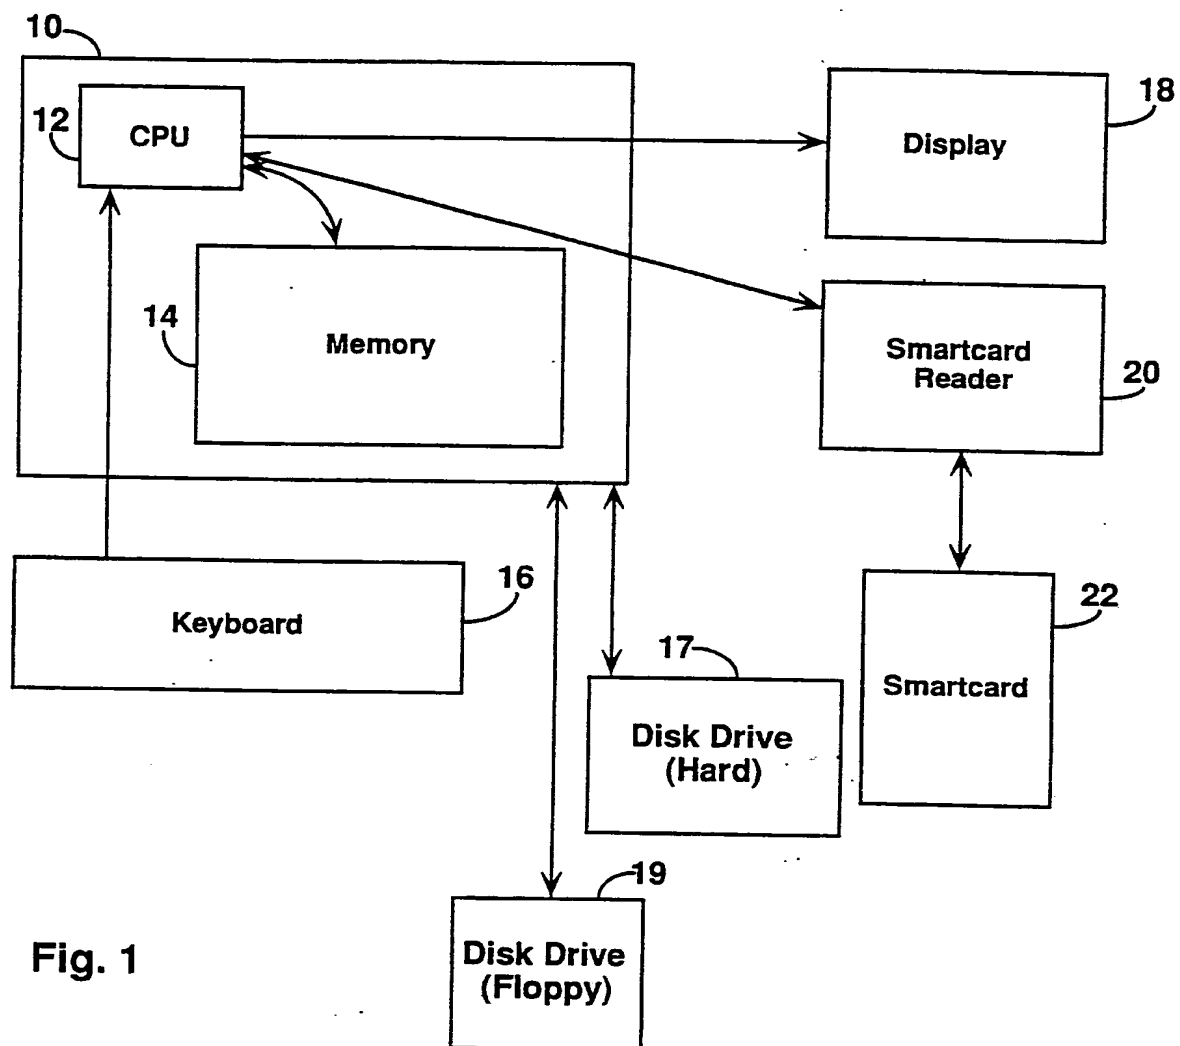 10
12
CPU
18
Display
14
Memory
Smartcard
Reader
20
16
Keyboard
22
Smartcard
17
Disk Drive
(Hard)
19
Disk Drive
(Floppy)
Fig. 1